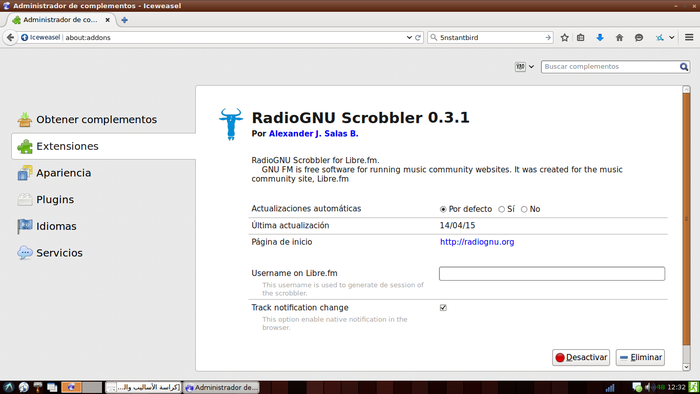 Administrador de complementos - Iceweasel
Administrador de co...
Iceweasel
about:addons
5nstantbird
Buscar complementos
Obtener complementos
Extensiones
Apariencia
Plugins
Idiomas
Servicios
RadioGNU Scrobbler 0.3.1
Por Alexander J. Salas B.
RadioGNU Scrobbler for Libre.fm.
GNU FM is free software for running music community websites. It was created for the music
community site, Libre.fm
Actualizaciones automáticas
Por defecto Sí No
Última actualización
14/04/15
Página de inicio
http://radiognu.org
Username on Libre.fm
This username is used to generate de session of
the scrobbler.
Track notification change
This option enable native notification in the
browser.
Desactivar
Eliminar
[كراسة الأساليب وال...
Administrador de...
12:32